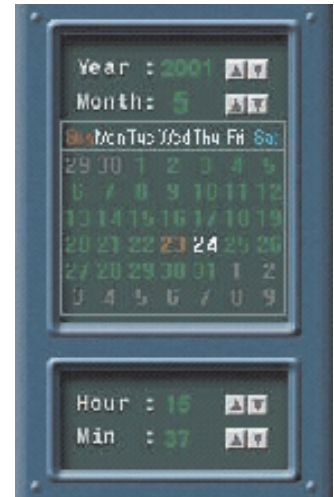 Year : 2001
Month: 5
Sun Mon Tue Wed Thu Fri Sat
29 30 1 2 3 4 5
6 7 8 9 10 11 12
13 14 15 16 17 18 19
20 21 22 23 24 25 26
27 28 29 30 31 1 2
3 4 5 6 7 8 9
Hour : 15
Min : 37